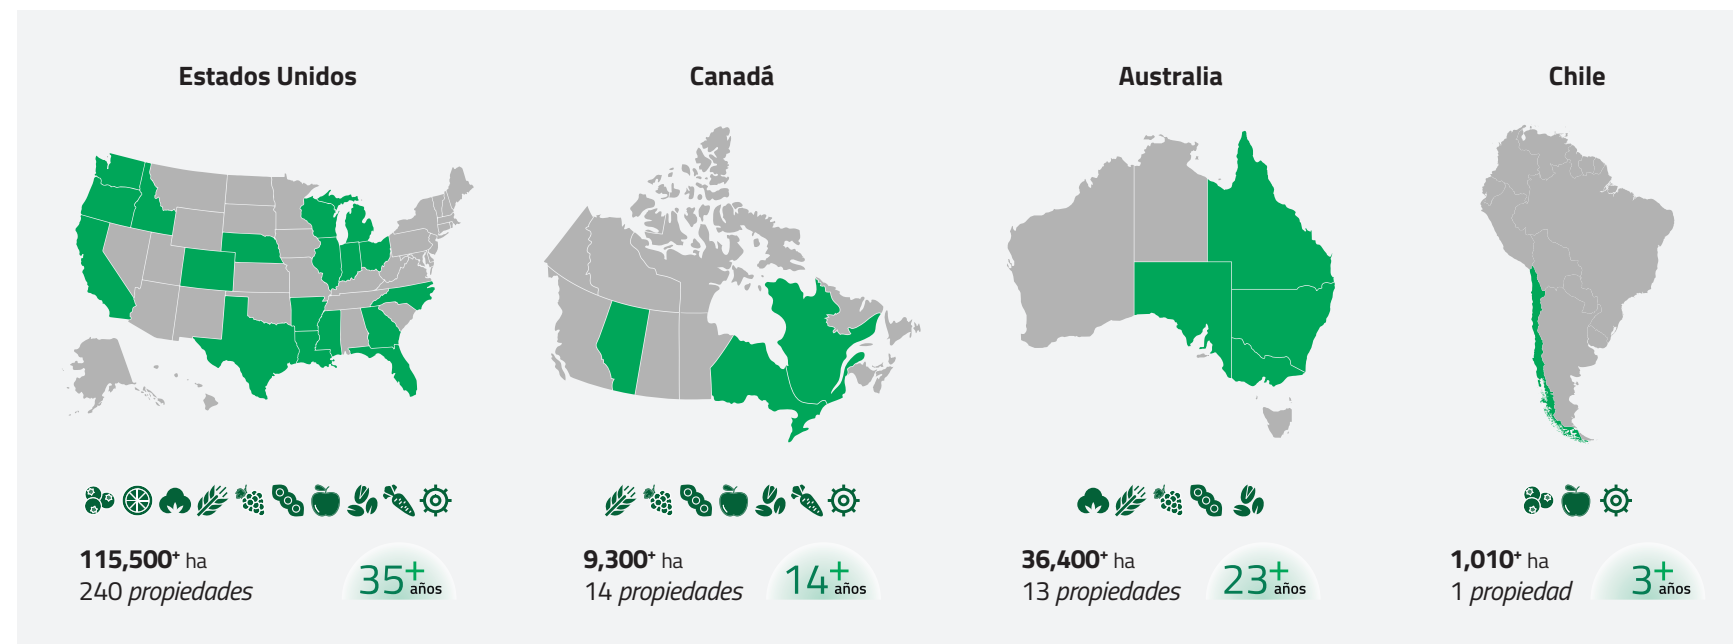 Estados Unidos
115,500+ ha
240 propiedades
35+ años
Canadá
9,300+ ha
14 propiedades
14+ años
Australia
36,400+ ha
13 propiedades
23+ años
Chile
1,010+ ha
1 propiedad
3+ años